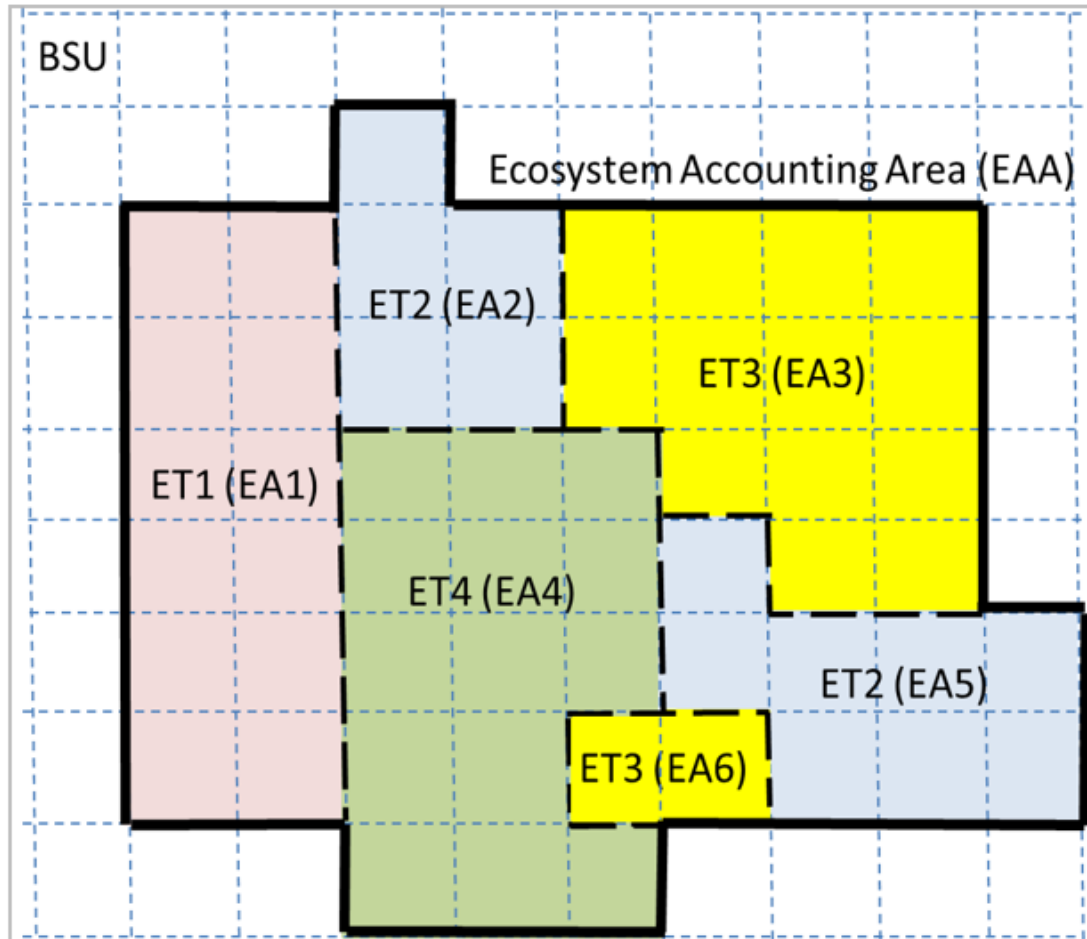 BSU
Ecosystem Accounting Area (EAA)
ET2 (EA2)
ET3 (EA3)
ET1 (EA1)
ET4 (EA4)
ET2 (EA5)
ET3 (EA6)